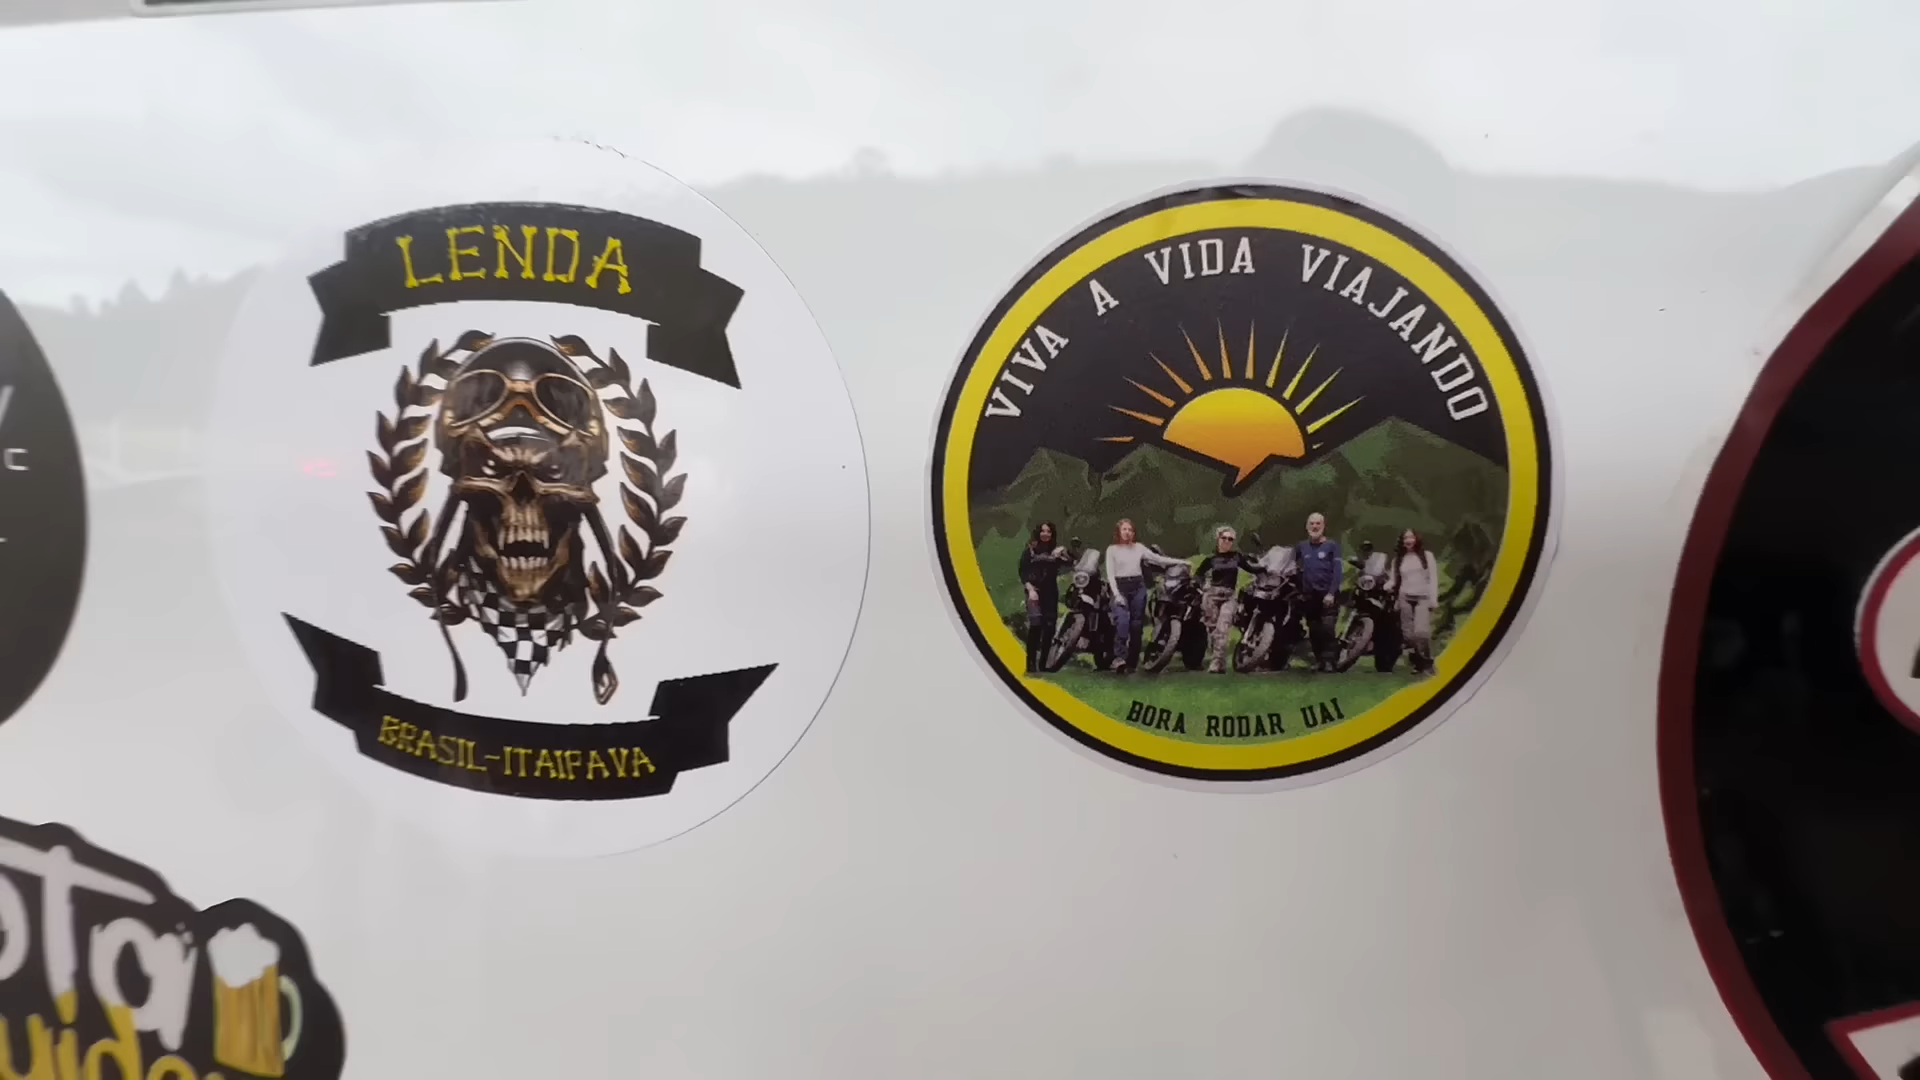 LENDA
BRASIL-ITAIPAVA
VIVA A VIDA VIAJANDO
BORA RODAR UAI